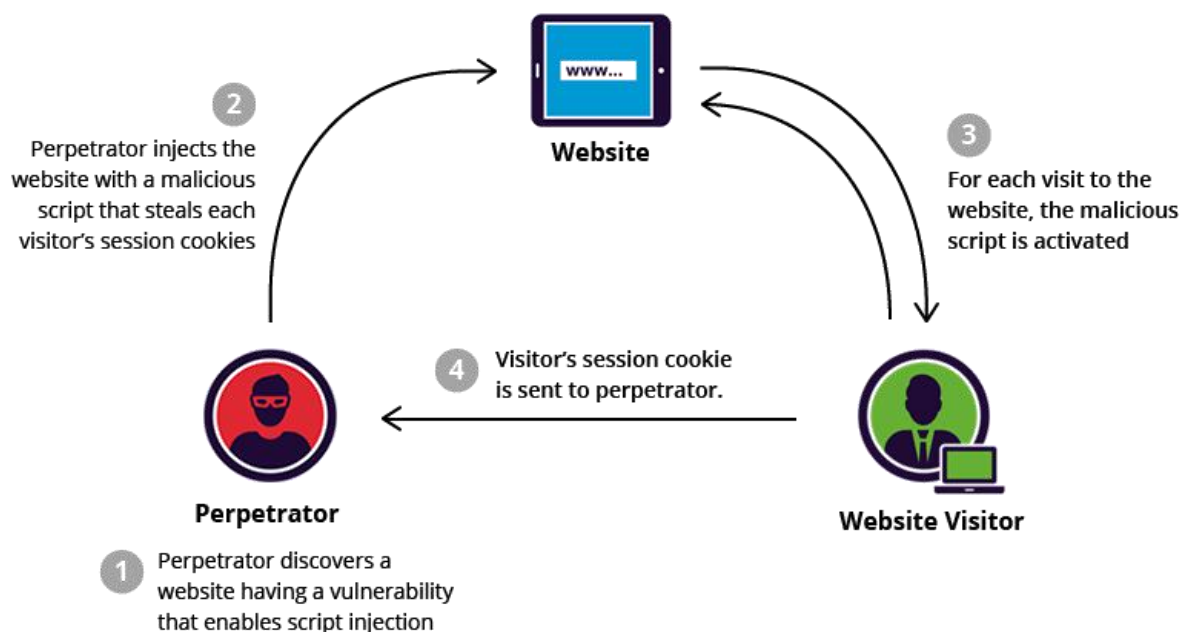 www...
Website
2
Perpetrator injects the
website with a malicious
script that steals each
visitor's session cookies
3
For each visit to the
website, the malicious
script is activated
4
Visitor's session cookie
is sent to perpetrator.
Perpetrator
Website Visitor
1
Perpetrator discovers a
website having a vulnerability
that enables script injection